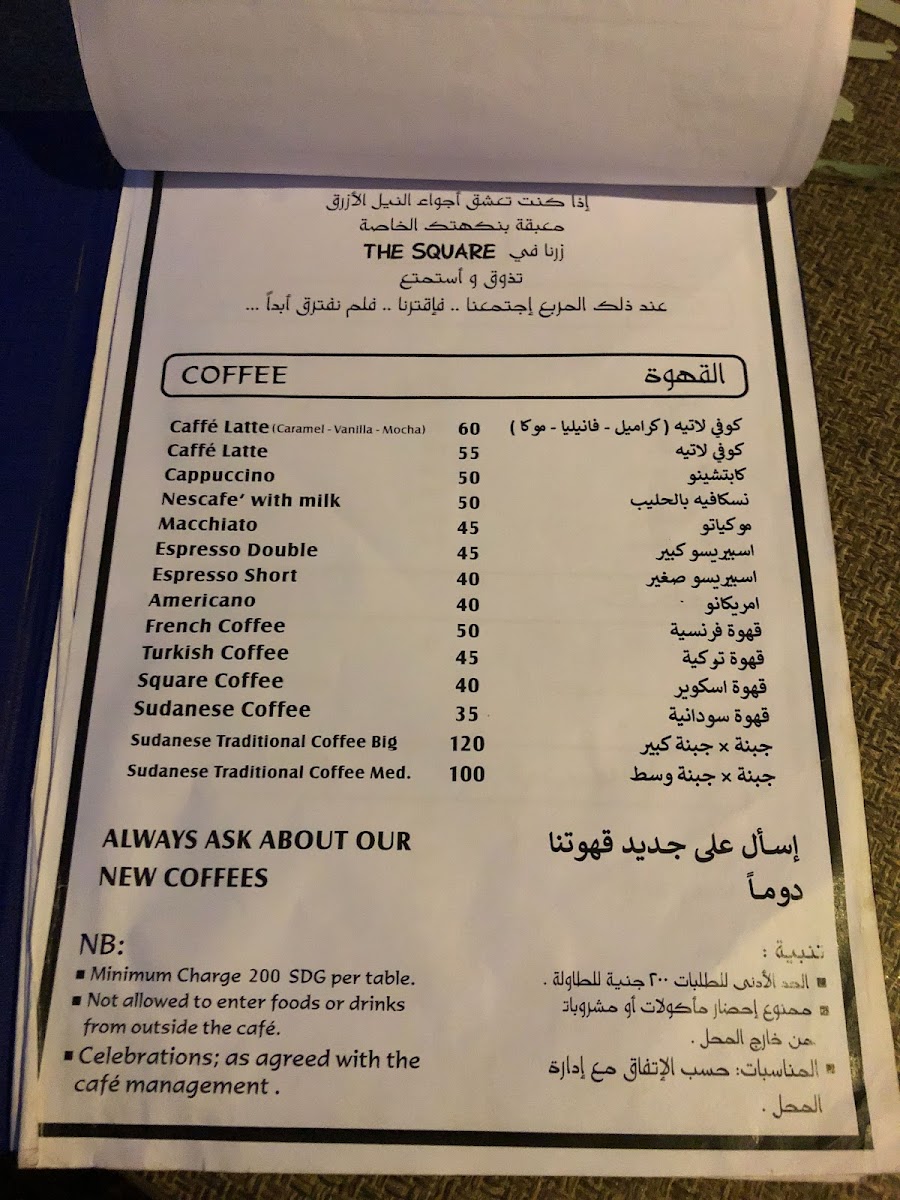 إذا كنت تعشق أجواء النيل الأزرق
معبقة بنكهتك الخاصة
زرنا في THE SQUARE
تذوق و أستمتع
عند ذلك المربع إجتمعنا .. فإقترنا .. فلم نفترق أبداً ...
COFFEE القهوة
Caffé Latte (Caramel - Vanilla - Mocha) 60 كوفي لاتيه ( كراميل - فانيليا - موكا )
Caffé Latte 55 كوفي لاتيه
Cappuccino 50 كابتشينو
Nescafe' with milk 50 نسكافيه بالحليب
Macchiato 45 موكياتو
Espresso Double 45 اسبيريسو كبير
Espresso Short 40 اسبيريسو صغير
Americano 40 امريكانو
French Coffee 50 قهوة فرنسية
Turkish Coffee 45 قهوة تركية
Square Coffee 40 قهوة اسكوير
Sudanese Coffee 35 قهوة سودانية
Sudanese Traditional Coffee Big 120 جبنة × جبنة كبير
Sudanese Traditional Coffee Med. 100 جبنة × جبنة وسط
ALWAYS ASK ABOUT OUR إسأل على جديد قهوتنا
NEW COFFEES دوماً
NB:
▪ Minimum Charge 200 SDG per table.
▪ Not allowed to enter foods or drinks
from outside the café.
▪ Celebrations; as agreed with the
café management .
تنبية :
▪ الحد الأدنى للطلبات ٢٠٠ جنية للطاولة .
▪ ممنوع إحضار مأكولات أو مشروبات
من خارج المحل .
▪ المناسبات: حسب الإتفاق مع إدارة
المحل .